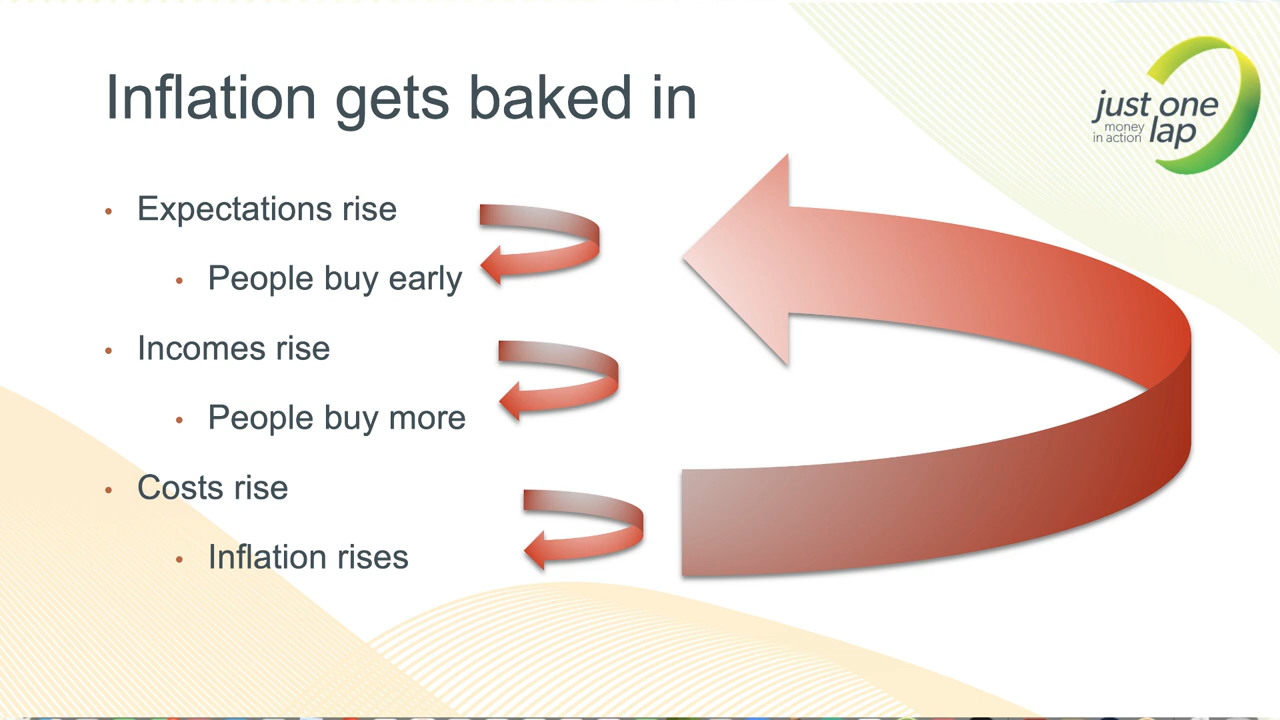 Inflation gets baked in
just one
money
in action
lap
• Expectations rise
• People buy early
• Incomes rise
• People buy more
• Costs rise
• Inflation rises